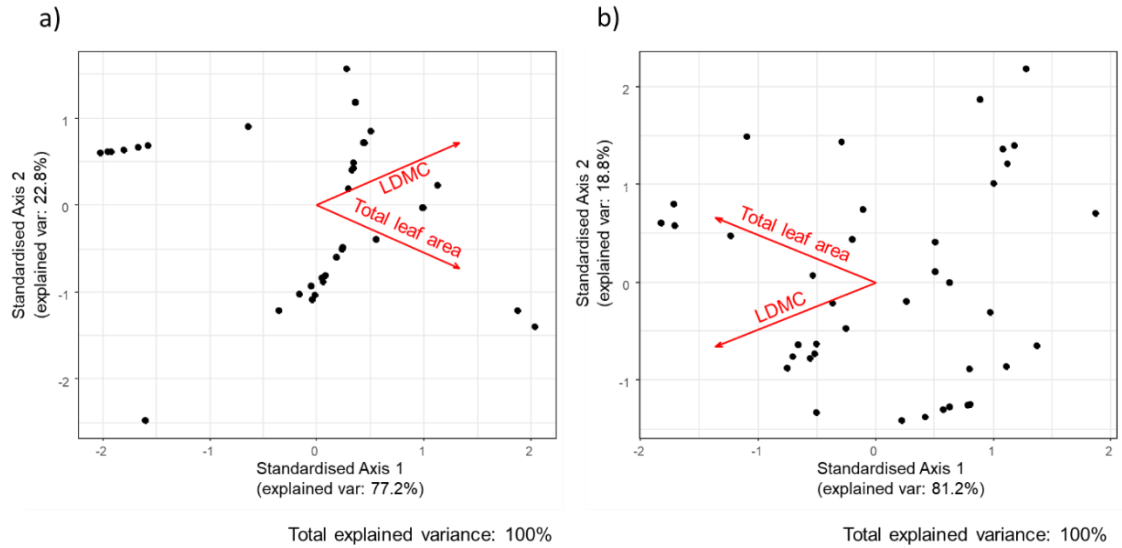 a)
1
0
-1
-2
-2
-1
0
1
2
Standardised Axis 2
(explained var: 22.8%)
LDMC
Total leaf area
Standardised Axis 1
(explained var: 77.2%)
Total explained variance: 100%
b)
2
1
0
-1
-2
-1
0
1
2
Standardised Axis 2
(explained var: 18.8%)
Total leaf area
LDMC
Standardised Axis 1
(explained var: 81.2%)
Total explained variance: 100%